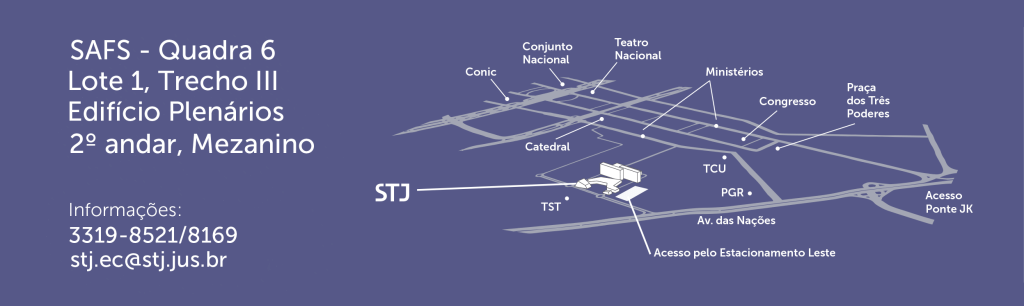 SAFS - Quadra 6
Lote 1, Trecho III
Edifício Plenários
2º andar, Mezanino
Informações:
3319-8521/8169
stj.ec@stj.jus.br
Conic
Conjunto
Nacional
Teatro
Nacional
Ministérios
Congresso
Praça
dos Três
Poderes
Catedral
STJ
TST
TCU
PGR
Av. das Nações
Acesso
Ponte JK
Acesso pelo Estacionamento Leste